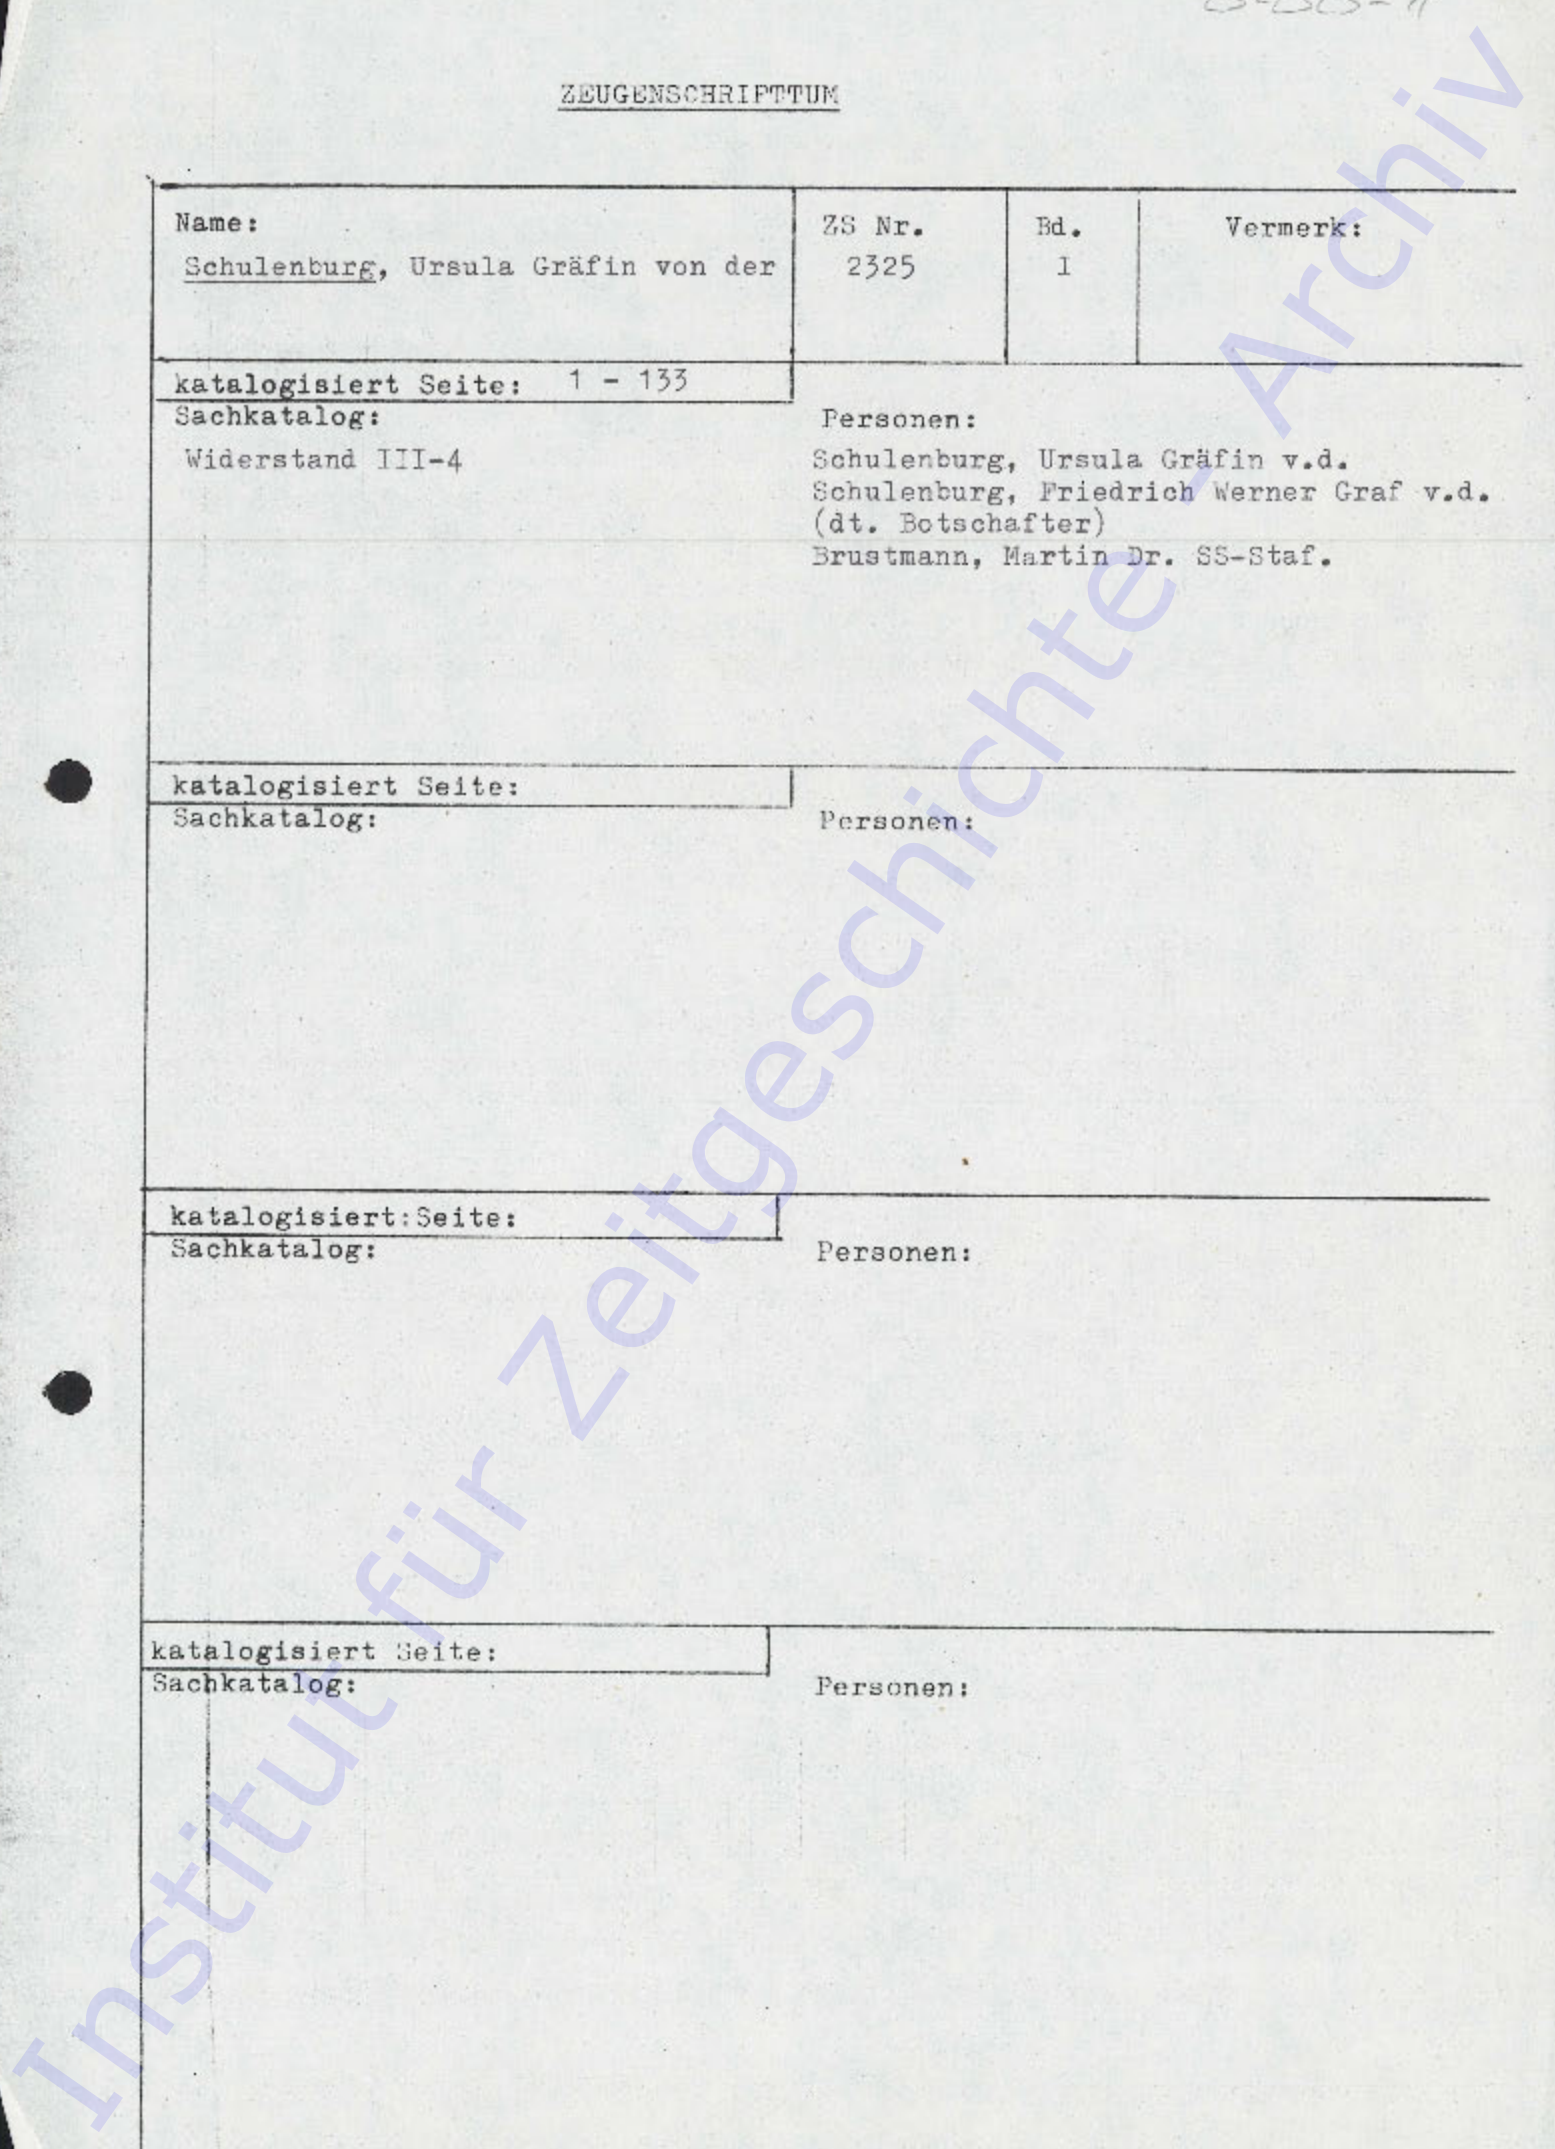 ZEUGENSCHRIFTTUM
Name: ZS Nr. Bd. Vermerk:
Schulenburg, Ursula Gräfin von der 2325 I
katalogisiert Seite: 1 - 133
Sachkatalog: Personen:
Widerstand III-4 Schulenburg, Ursula Gräfin v.d.
Schulenburg, Friedrich Werner Graf v.d.
(dt. Botschafter)
Brustmann, Martin Dr. SS-Staf.
katalogisiert Seite:
Sachkatalog: Personen:
katalogisiert:Seite:
Sachkatalog: Personen:
katalogisiert Seite:
Sachkatalog: Personen:
Institut für Zeitgeschichte - Archiv